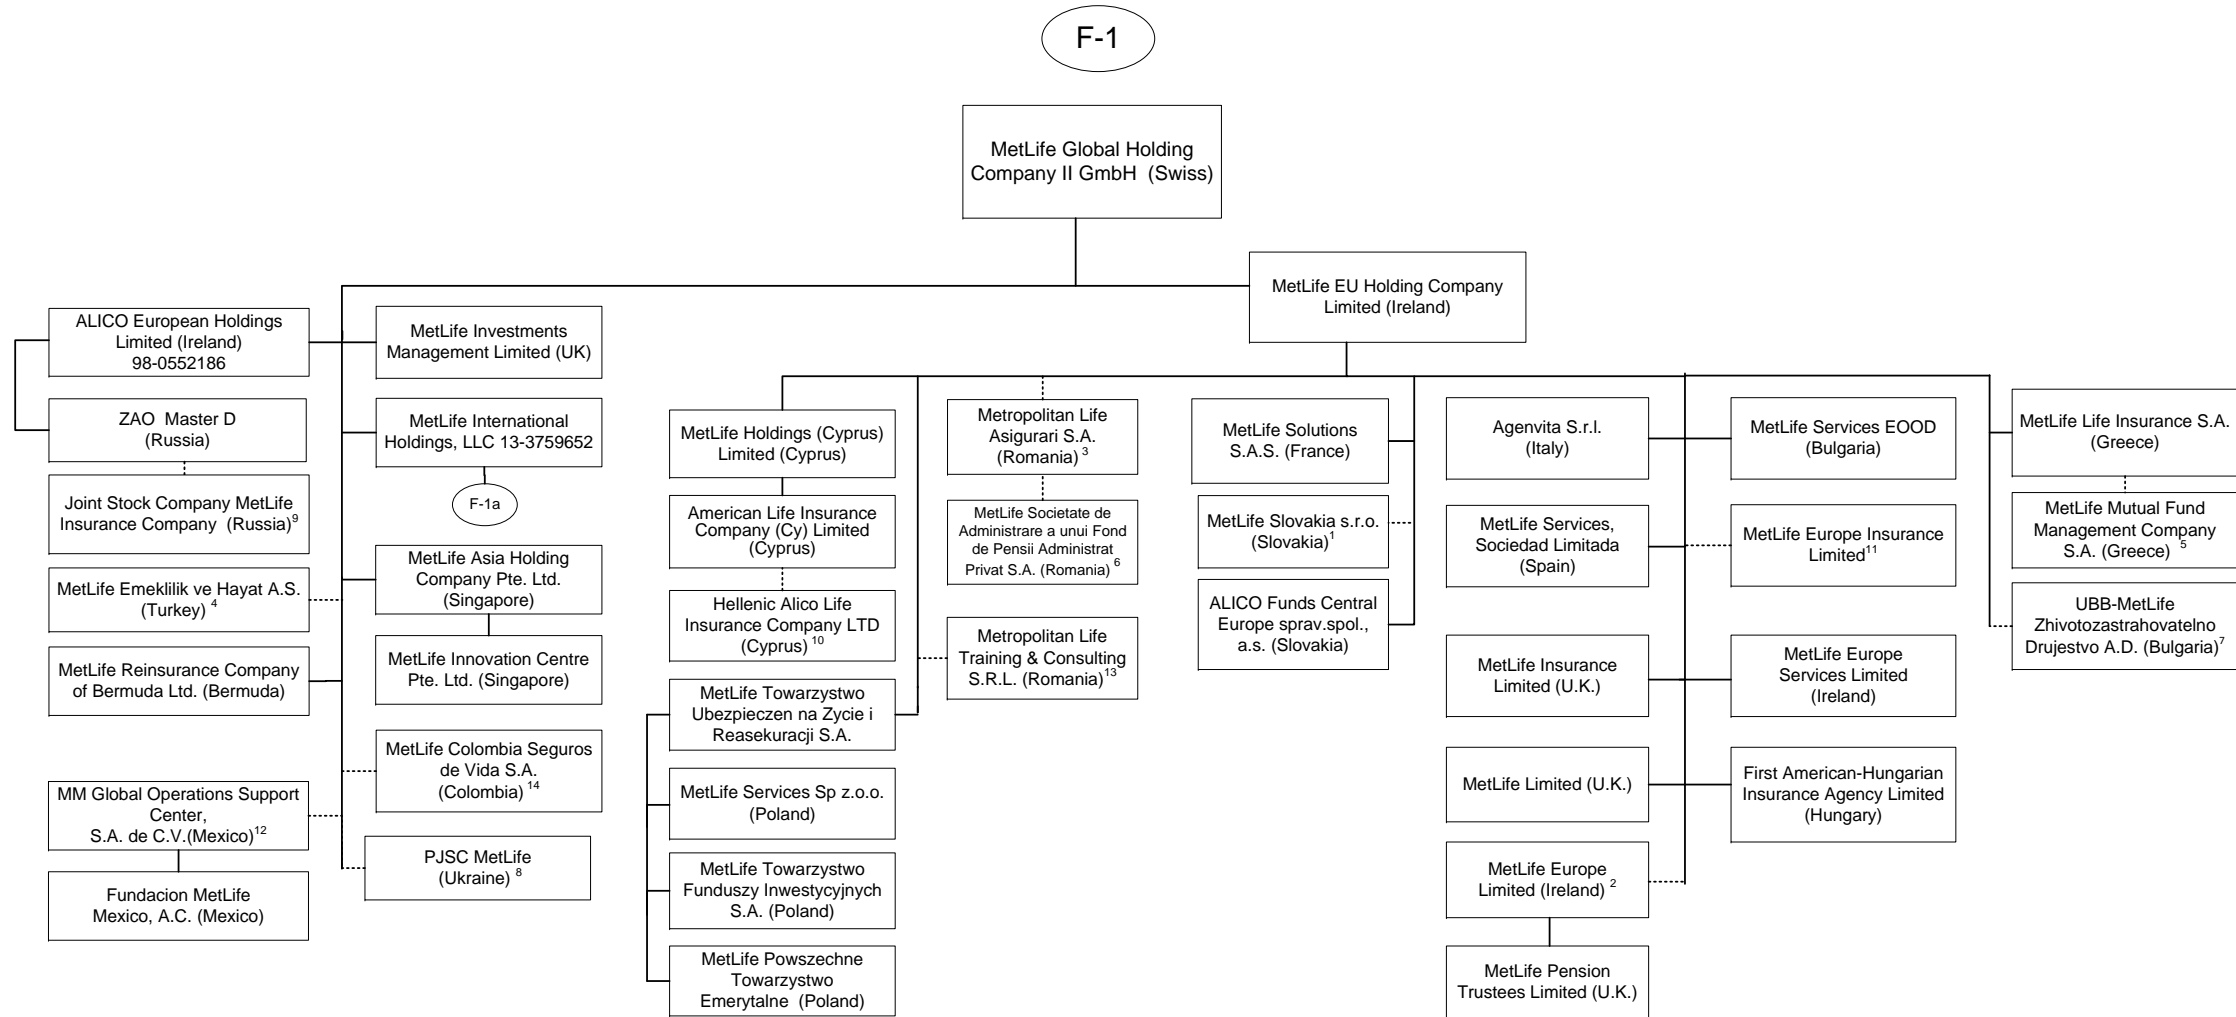 F-1
MetLife Global Holding
Company II GmbH (Swiss)
MetLife EU Holding Company
Limited (Ireland)
ALICO European Holdings
Limited (Ireland)
98-0552186
ZAO Master D
(Russia)
Joint Stock Company MetLife
Insurance Company (Russia)9
MetLife Emeklilik ve Hayat A.S.
(Turkey) 4
MetLife Reinsurance Company
of Bermuda Ltd. (Bermuda)
MM Global Operations Support
Center,
S.A. de C.V.(Mexico)12
Fundacion MetLife
Mexico, A.C. (Mexico)
MetLife Investments
Management Limited (UK)
MetLife International
Holdings, LLC 13-3759652
F-1a
MetLife Asia Holding
Company Pte. Ltd.
(Singapore)
MetLife Innovation Centre
Pte. Ltd. (Singapore)
MetLife Colombia Seguros
de Vida S.A.
(Colombia) 14
PJSC MetLife
(Ukraine) 8
MetLife Holdings (Cyprus)
Limited (Cyprus)
American Life Insurance
Company (Cy) Limited
(Cyprus)
Hellenic Alico Life
Insurance Company LTD
(Cyprus) 10
MetLife Towarzystwo
Ubezpieczen na Zycie i
Reasekuracji S.A.
MetLife Services Sp z.o.o.
(Poland)
MetLife Towarzystwo
Funduszy Inwestycyjnych
S.A. (Poland)
MetLife Powszechne
Towarzystwo
Emerytalne (Poland)
Metropolitan Life
Asigurari S.A.
(Romania) 3
MetLife Societate de
Administrare a unui Fond
de Pensii Administrat
Privat S.A. (Romania) 6
Metropolitan Life
Training & Consulting
S.R.L. (Romania)13
MetLife Solutions
S.A.S. (France)
MetLife Slovakia s.r.o.
(Slovakia)1
ALICO Funds Central
Europe sprav.spol.,
a.s. (Slovakia)
Agenvita S.r.l.
(Italy)
MetLife Services,
Sociedad Limitada
(Spain)
MetLife Insurance
Limited (U.K.)
MetLife Limited (U.K.)
MetLife Europe
Limited (Ireland) 2
MetLife Pension
Trustees Limited (U.K.)
MetLife Services EOOD
(Bulgaria)
MetLife Europe Insurance
Limited11
MetLife Europe
Services Limited
(Ireland)
First American-Hungarian
Insurance Agency Limited
(Hungary)
MetLife Life Insurance S.A.
(Greece)
MetLife Mutual Fund
Management Company
S.A. (Greece) 5
UBB-MetLife
Zhivotozastrahovatelno
Drujestvo A.D. (Bulgaria)7